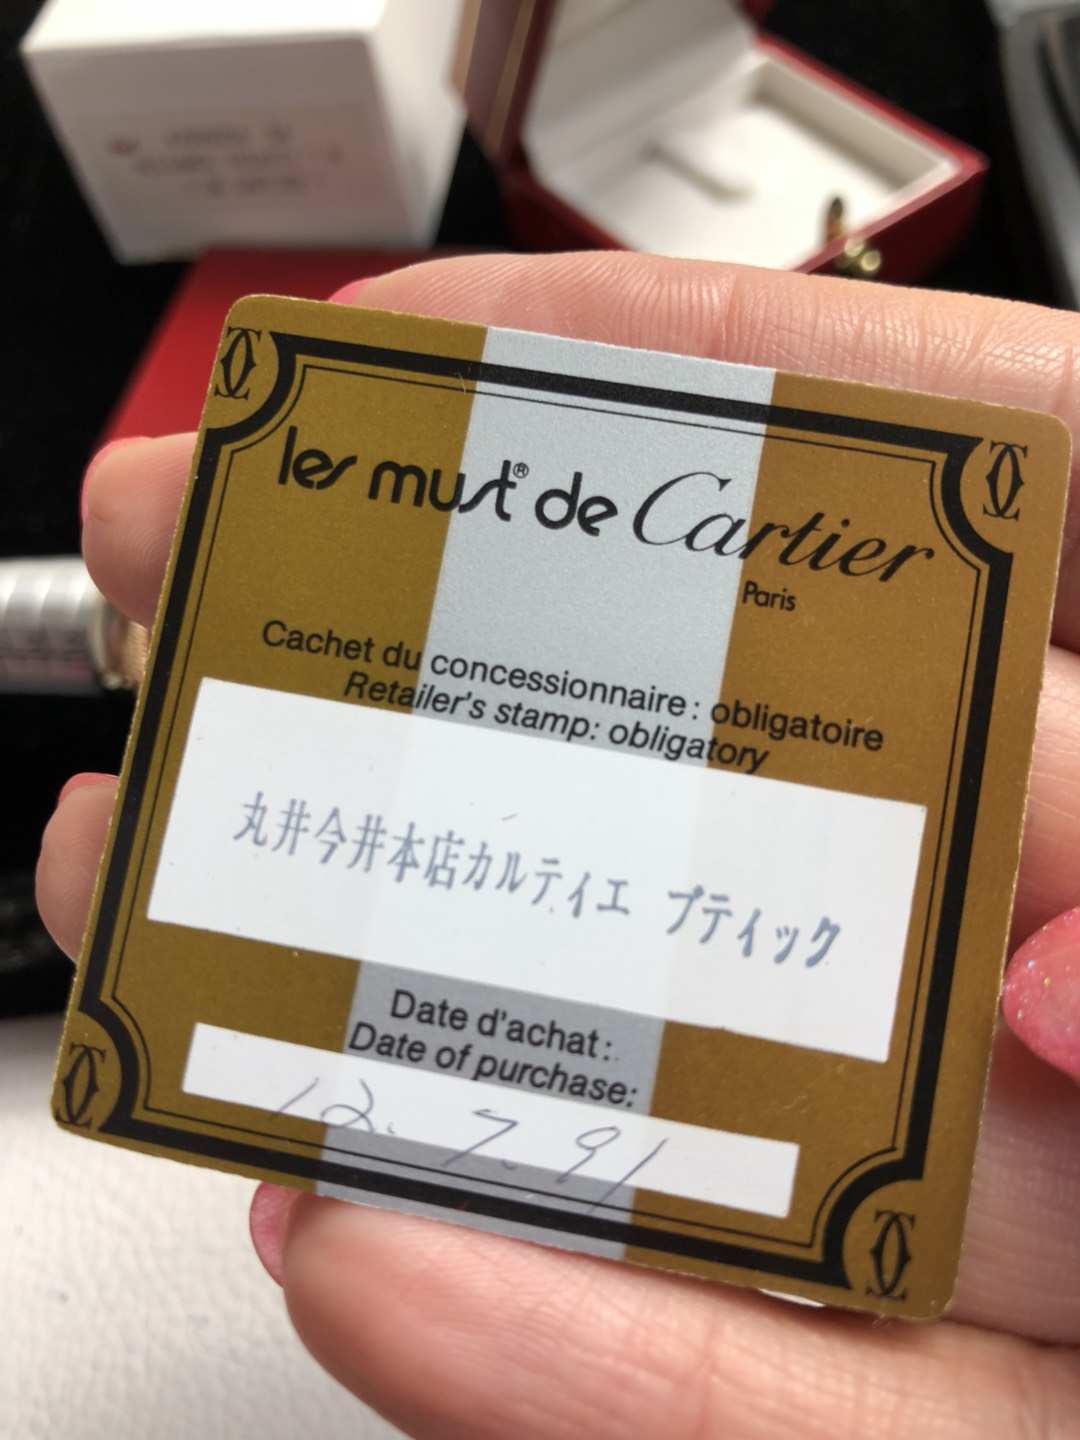 les must® de Cartier
Paris
Cachet du concessionnaire : obligatoire
Retailer's stamp: obligatory
丸井今井本店カルティエ ブティック
Date d'achat :
Date of purchase:
12. 7. 91